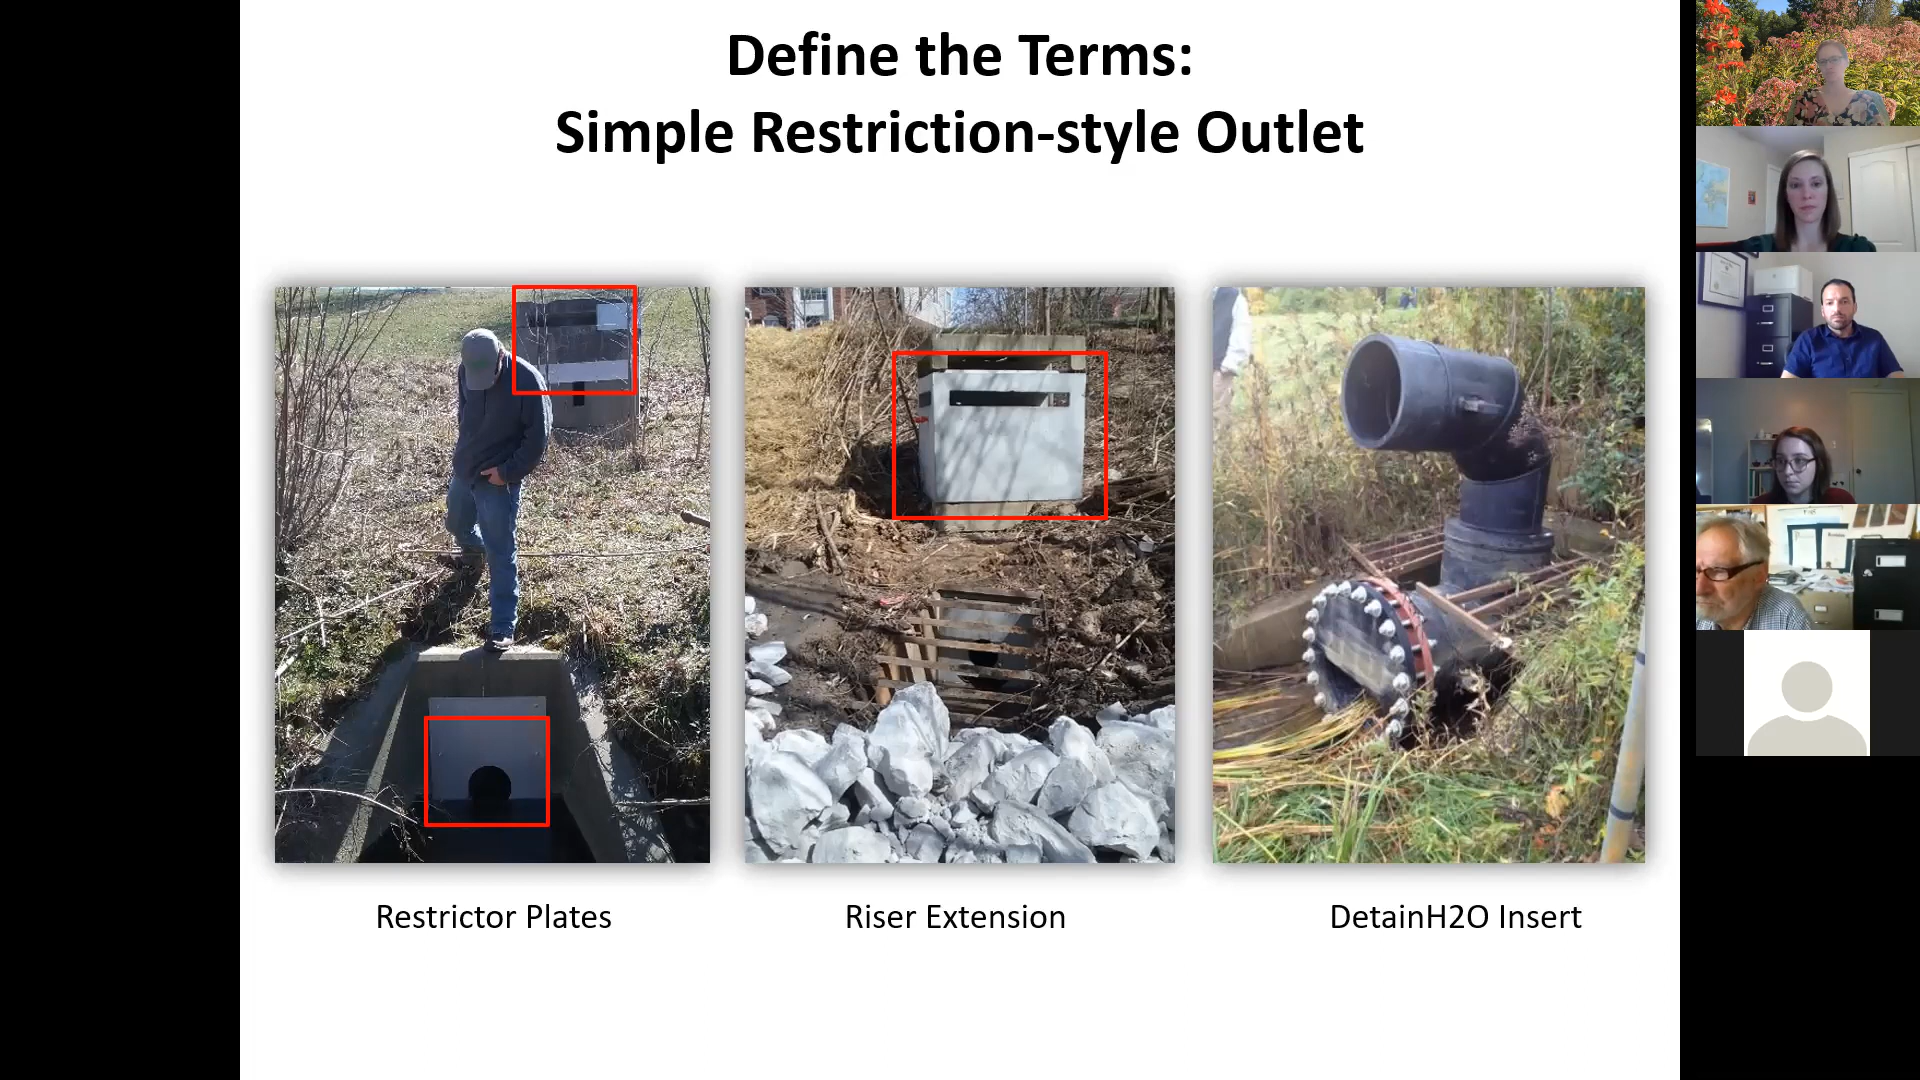 Define the Terms:
Simple Restriction-style Outlet
Restrictor Plates
Riser Extension
DetainH2O Insert